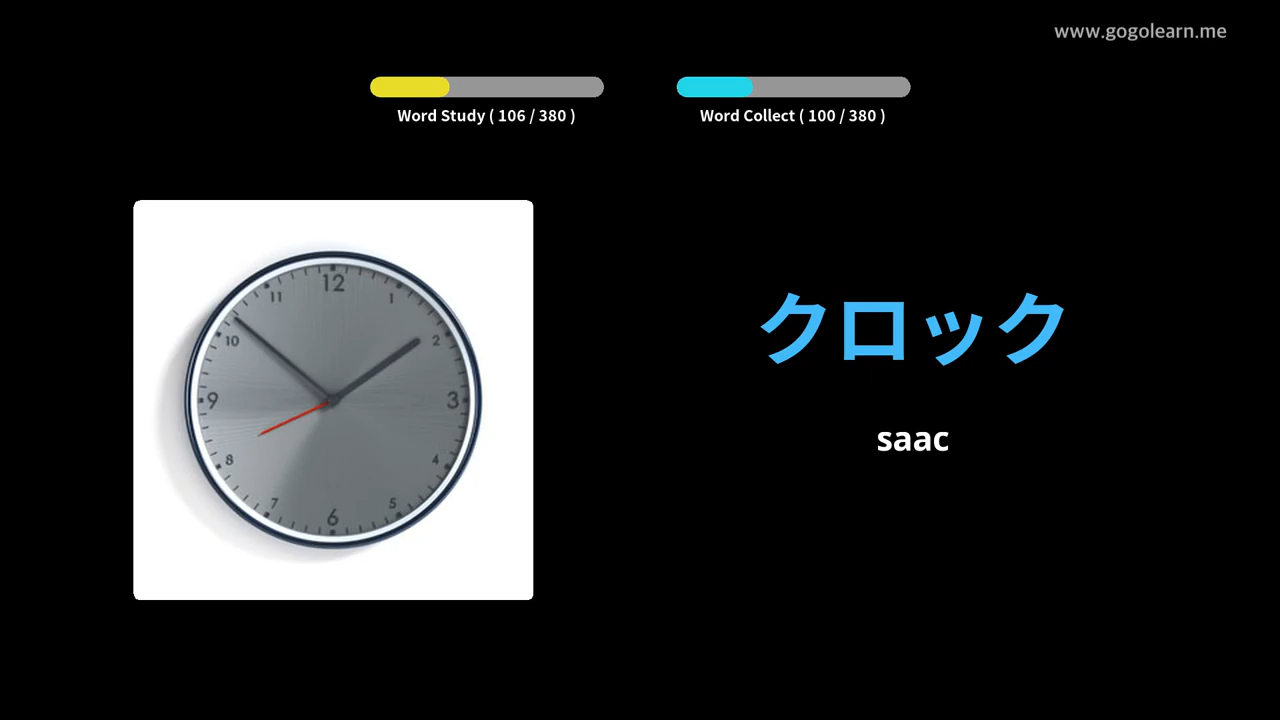 www.gogolearn.me
Word Study ( 106 / 380 )
Word Collect ( 100 / 380 )
12
11
1
10
2
9
3
8
4
7
5
6
クロック
saac